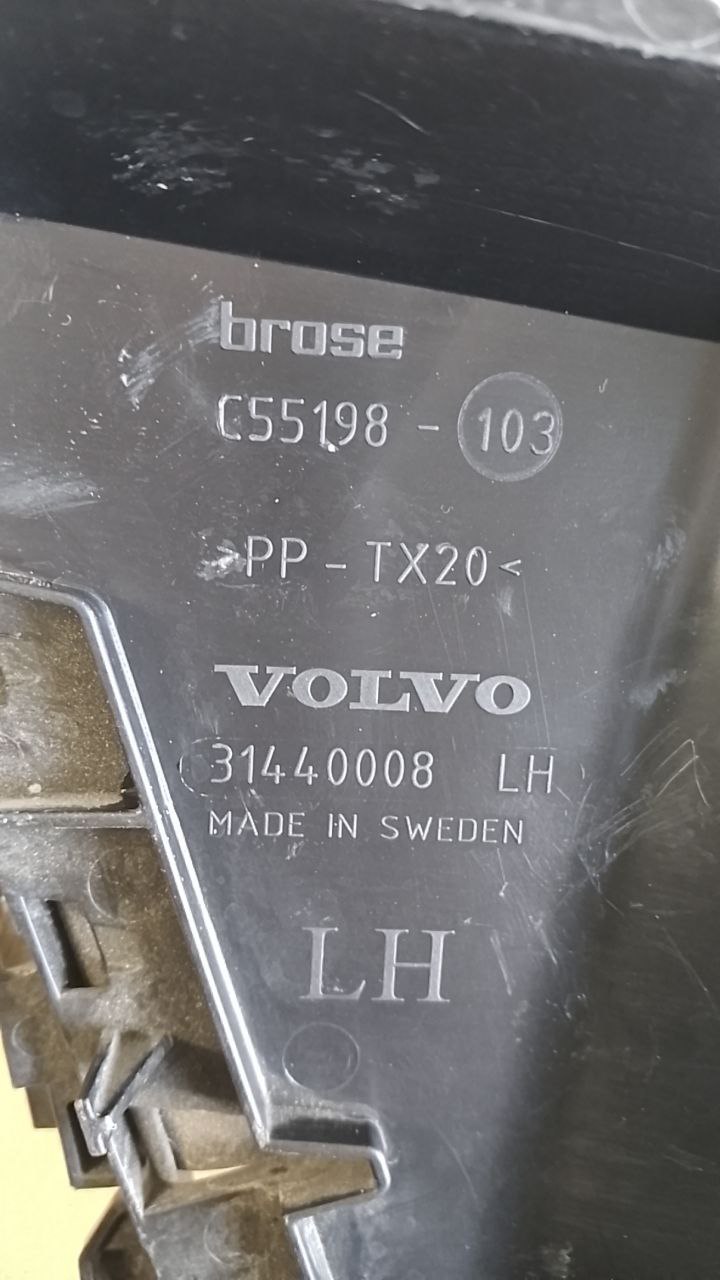 brose
C55198 - 103
>PP - TX20<
VOLVO
31440008 LH
MADE IN SWEDEN
LH